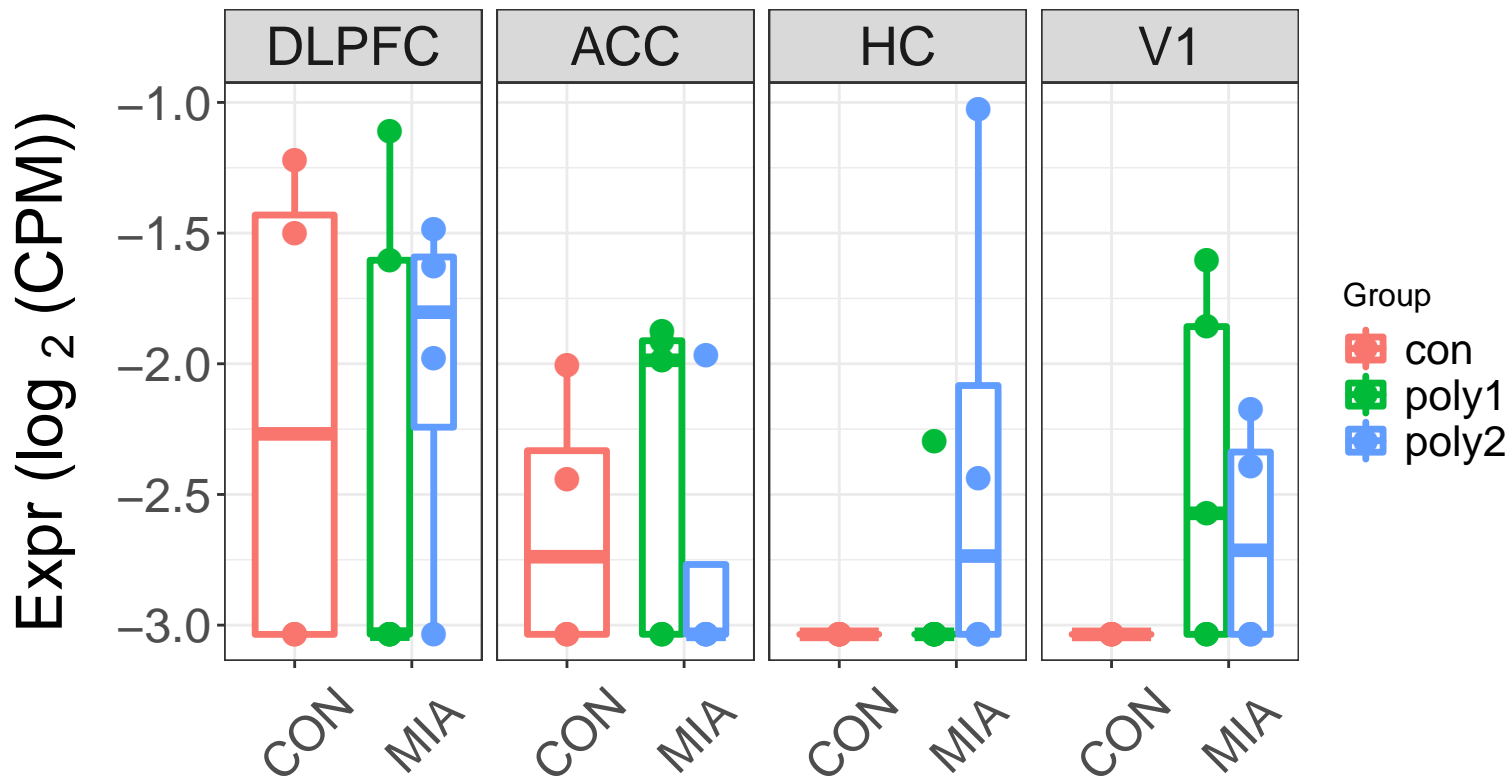 DLPFC ACC HC V1
Expr (log 2 (CPM))
−1.0
−1.5
−2.0
−2.5
−3.0
CON MIA CON MIA CON MIA CON MIA
Group
con
poly1
poly2